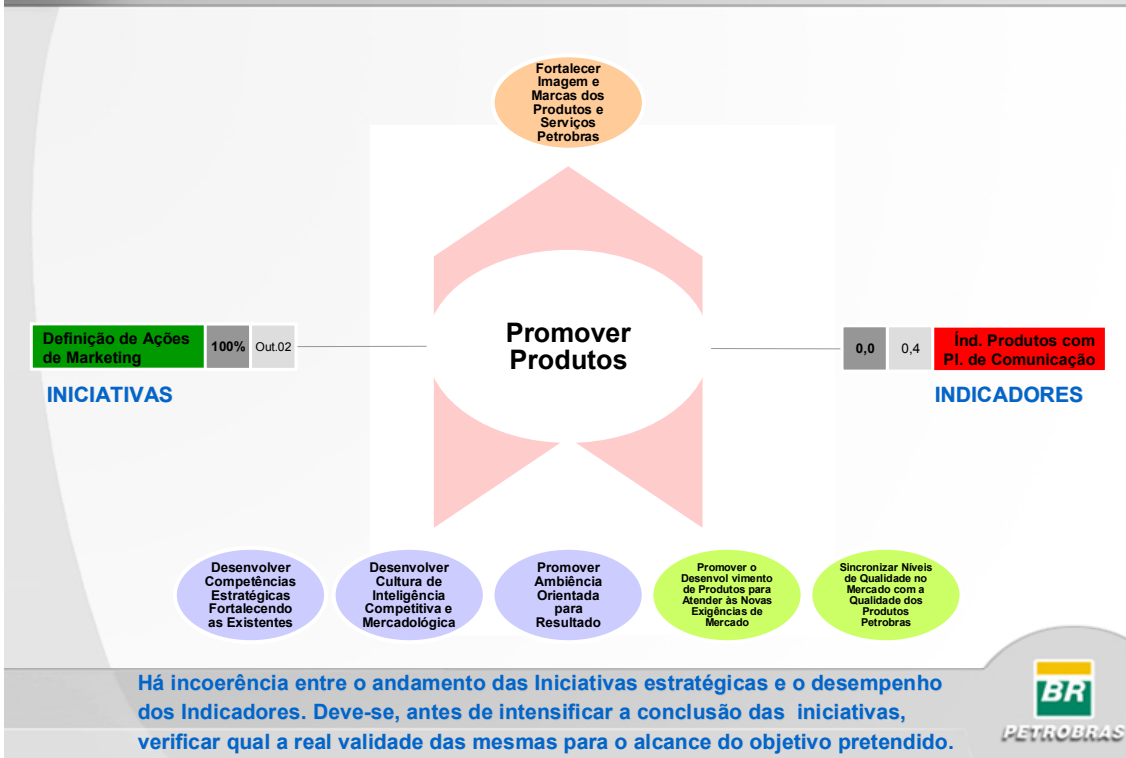 Fortalecer
Imagem e
Marcas dos
Produtos e
Serviços
Petrobras
Promover
Produtos
Definição de Ações
de Marketing
100%
Out.02
INICIATIVAS
0,0
0,4
Índ. Produtos com
Pl. de Comunicação
INDICADORES
Desenvolver
Competências
Estratégicas
Fortalecendo
as Existentes
Desenvolver
Cultura de
Inteligência
Competitiva e
Mercadológica
Promover
Ambiência
Orientada
para
Resultado
Promover o
Desenvol vimento
de Produtos para
Atender às Novas
Exigências de
Mercado
Sincronizar Níveis
de Qualidade no
Mercado com a
Qualidade dos
Produtos
Petrobras
Há incoerência entre o andamento das Iniciativas estratégicas e o desempenho
dos Indicadores. Deve-se, antes de intensificar a conclusão das  iniciativas,
verificar qual a real validade das mesmas para o alcance do objetivo pretendido.
BR
PETROBRAS